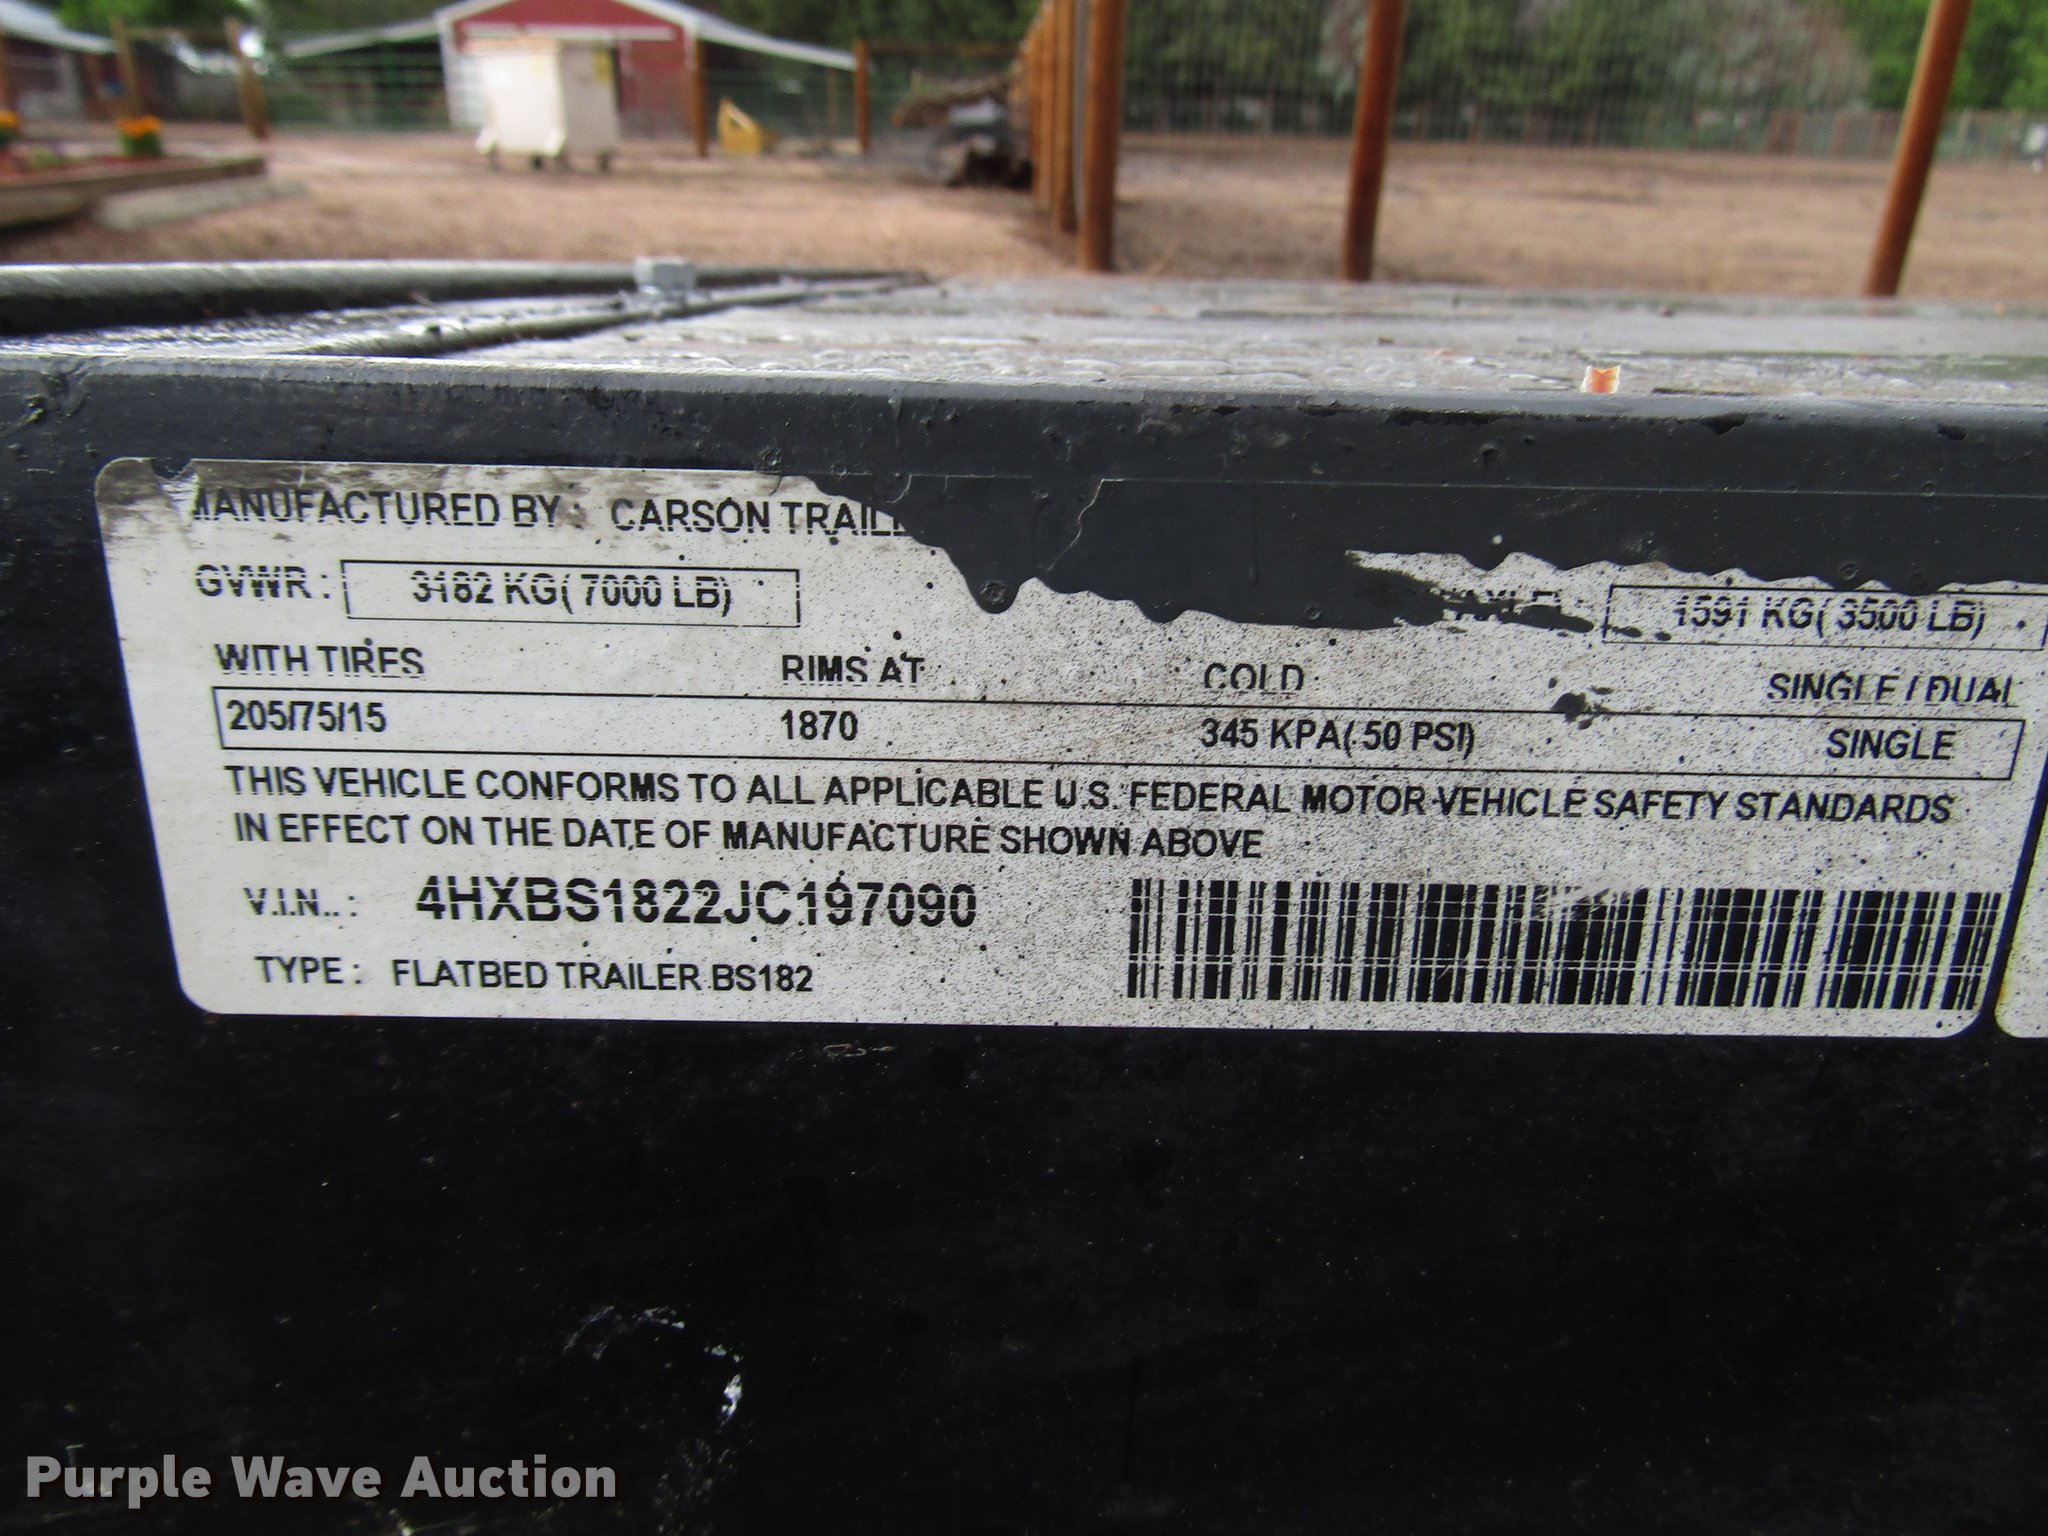 MANUFACTURED BY : CARSON
GVWR : 3182 KG( 7000 LB) 1591 KG( 3500 LB)
WITH TIRES RIMS AT COLD SINGLE / DUAL
205/75/15 1870 345 KPA( 50 PSI) SINGLE
THIS VEHICLE CONFORMS TO ALL APPLICABLE U.S. FEDERAL MOTOR VEHICLE SAFETY STANDARDS
IN EFFECT ON THE DATE OF MANUFACTURE SHOWN ABOVE
V.I.N.. : 4HXBS1822JC197090
TYPE : FLATBED TRAILER BS182
Purple Wave Auction